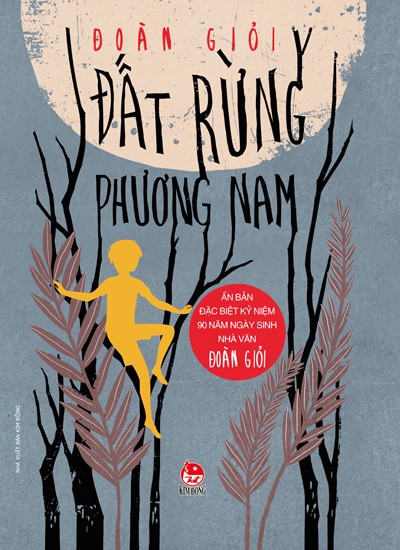 ĐOÀN GIỎI
ĐẤT RỪNG
PHƯƠNG NAM
ẤN BẢN
ĐẶC BIỆT KỶ NIỆM
90 NĂM NGÀY SINH
NHÀ VĂN
ĐOÀN GIỎI
NHÀ XUẤT BẢN KIM ĐỒNG
KIM ĐỒNG